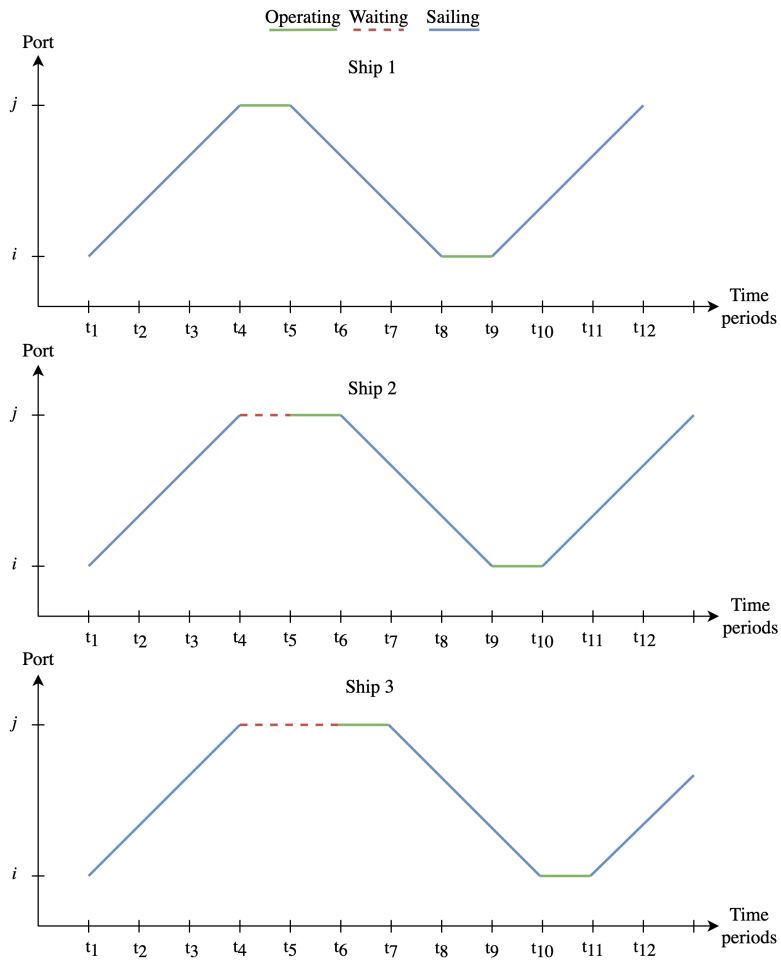 Operating Waiting Sailing
Port
Ship 1
j
i
t1 t2 t3 t4 t5 t6 t7 t8 t9 t10 t11 t12
Time
periods
Port
Ship 2
j
i
t1 t2 t3 t4 t5 t6 t7 t8 t9 t10 t11 t12
Time
periods
Port
Ship 3
j
i
t1 t2 t3 t4 t5 t6 t7 t8 t9 t10 t11 t12
Time
periods